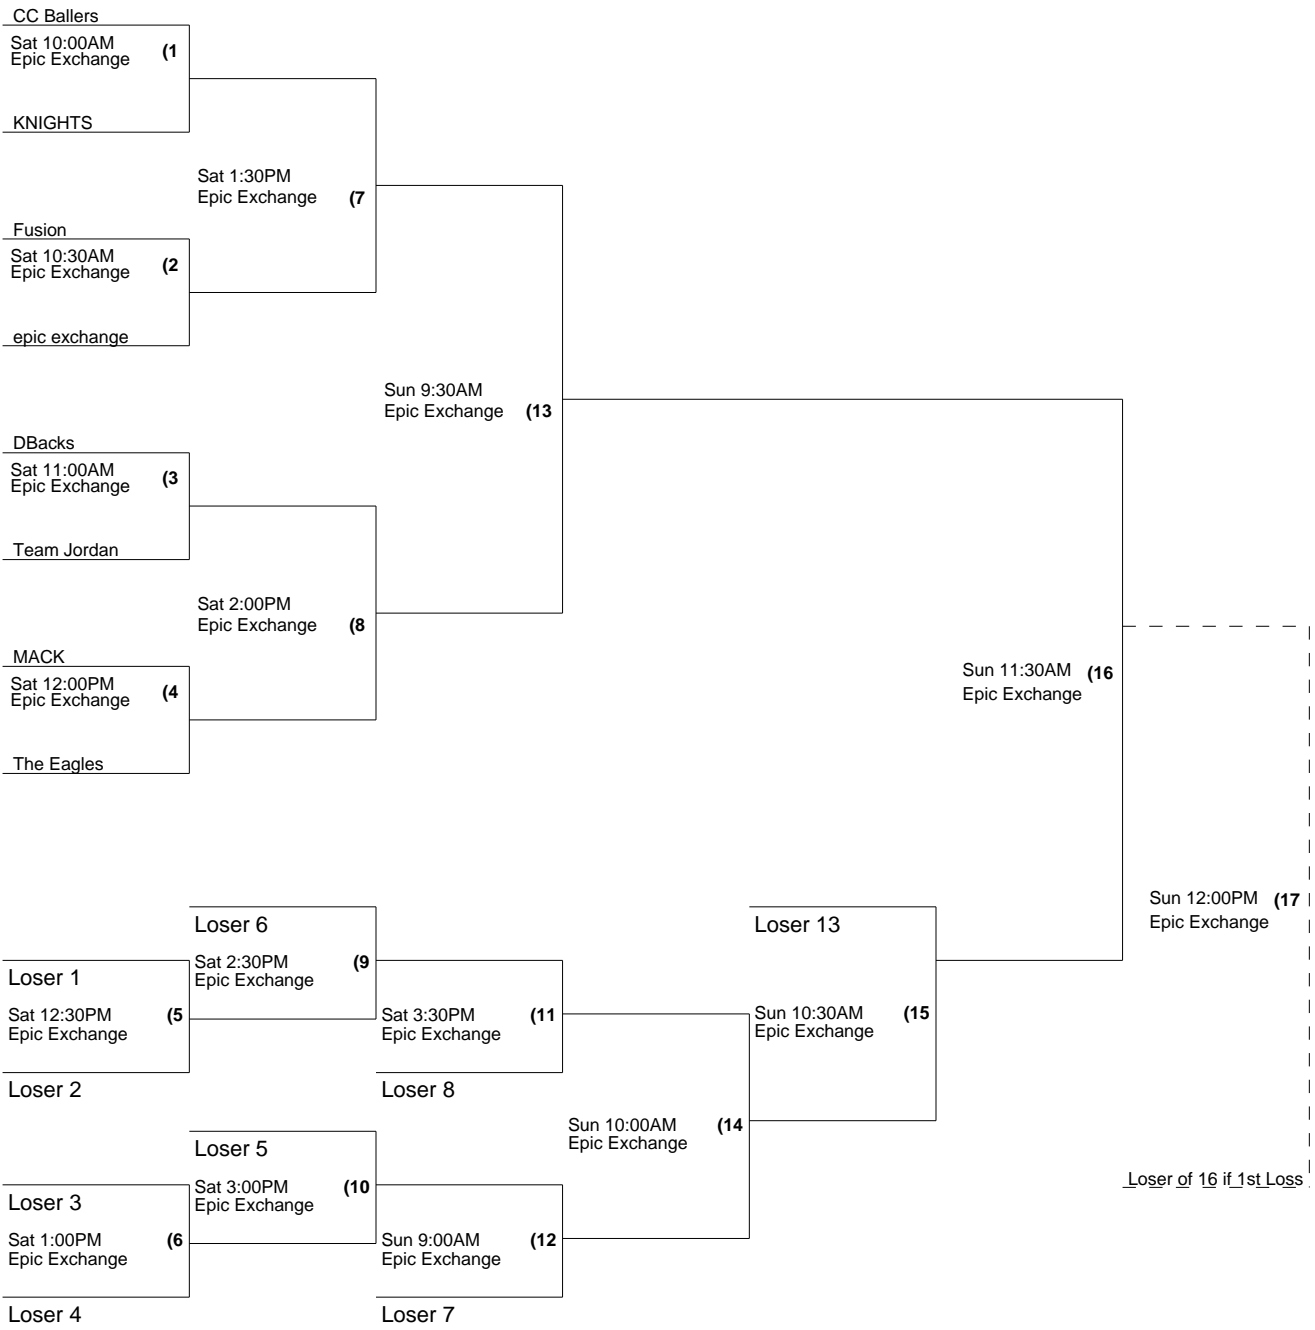 CC Ballers
Sat 10:00AM
Epic Exchange (1
KNIGHTS
Sat 1:30PM
Epic Exchange (7
Fusion
Sat 10:30AM
Epic Exchange (2
epic exchange
Sun 9:30AM
Epic Exchange (13
DBacks
Sat 11:00AM
Epic Exchange (3
Team Jordan
Sat 2:00PM
Epic Exchange (8
MACK
Sat 12:00PM
Epic Exchange (4
The Eagles
Sun 11:30AM (16
Epic Exchange
Sun 12:00PM (17
Epic Exchange
Loser 6
Sat 2:30PM (9
Epic Exchange
Loser 1
Sat 12:30PM (5
Epic Exchange
Loser 2
Sat 3:30PM (11
Epic Exchange
Loser 8
Loser 13
Sun 10:30AM (15
Epic Exchange
Sun 10:00AM (14
Epic Exchange
Loser 5
Sat 3:00PM (10
Epic Exchange
Loser 3
Sat 1:00PM (6
Epic Exchange
Loser 4
Sun 9:00AM (12
Epic Exchange
Loser 7
Loser of 16 if 1st Loss